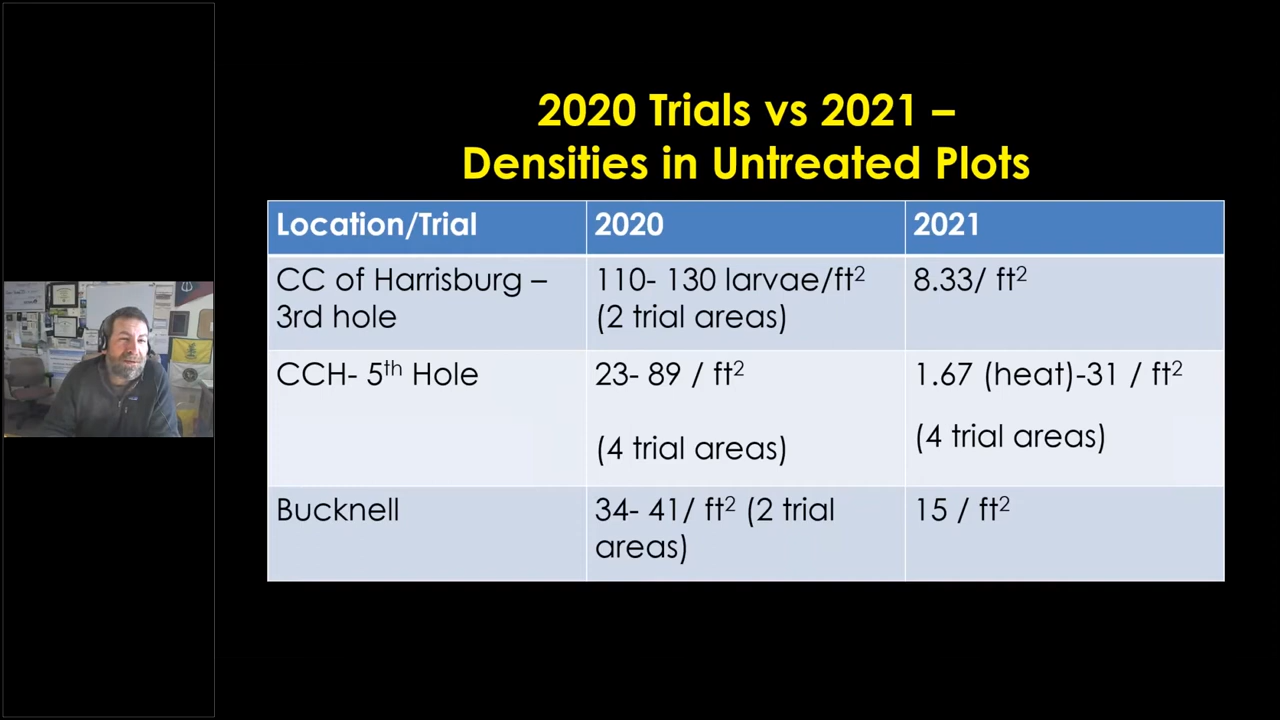 2020 Trials vs 2021 –
Densities in Untreated Plots
Location/Trial
2020
2021
CC of Harrisburg –
3rd hole
110- 130 larvae/ft²
(2 trial areas)
8.33/ ft²
CCH- 5th Hole
23- 89 / ft²
(4 trial areas)
1.67 (heat)-31 / ft²
(4 trial areas)
Bucknell
34- 41/ ft² (2 trial
areas)
15 / ft²